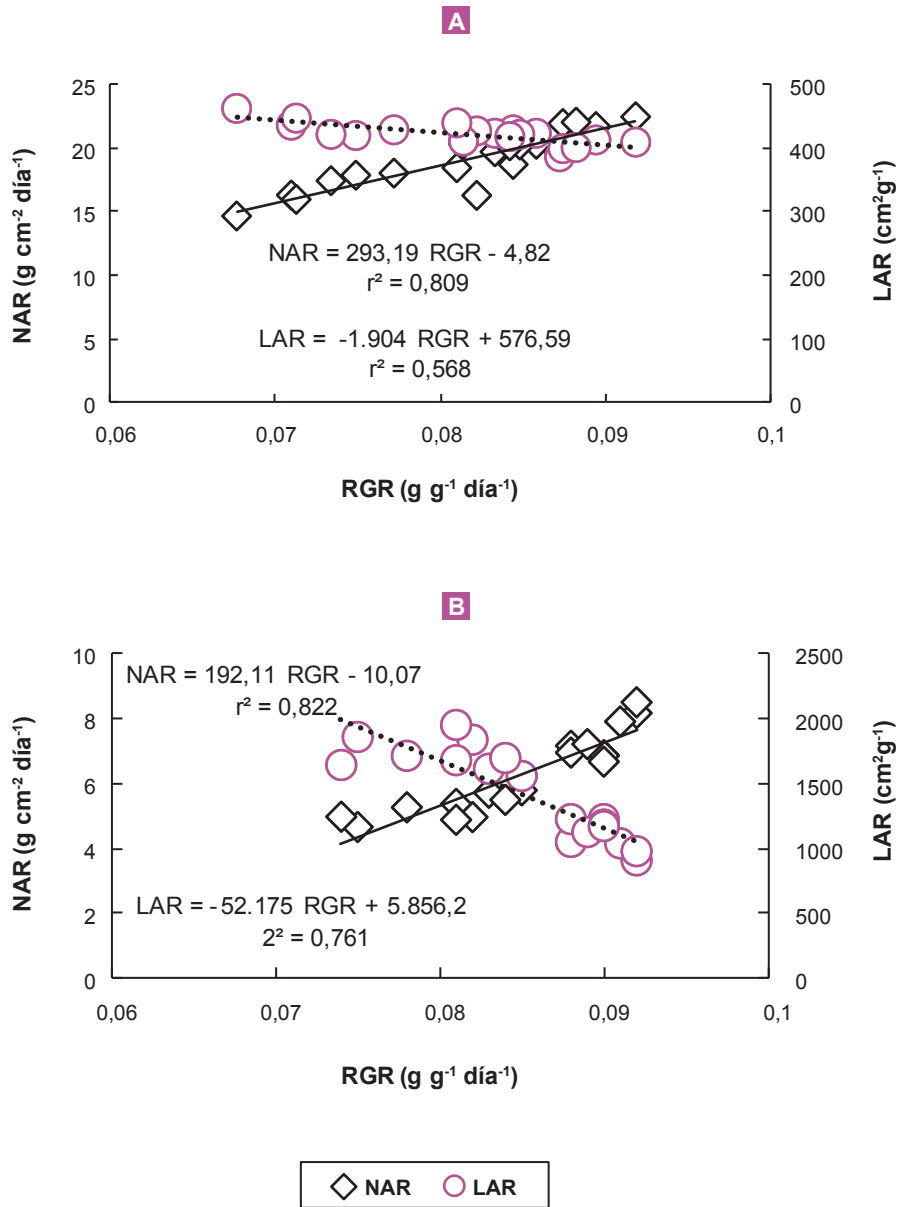 A
25
20
15
10
5
0
NAR (g cm⁻² día⁻¹)
500
400
300
200
100
0
LAR (cm²g⁻¹)
NAR = 293,19 RGR - 4,82
r² = 0,809
LAR = -1.904 RGR + 576,59
r² = 0,568
0,06 0,07 0,08 0,09 0,1
RGR (g g⁻¹ día⁻¹)
B
10
8
6
4
2
0
NAR (g cm⁻² día⁻¹)
2500
2000
1500
1000
500
0
LAR (cm²g⁻¹)
NAR = 192,11 RGR - 10,07
r² = 0,822
LAR = -52.175 RGR + 5.856,2
2² = 0,761
0,06 0,07 0,08 0,09 0,1
RGR (g g⁻¹ día⁻¹)
NAR LAR